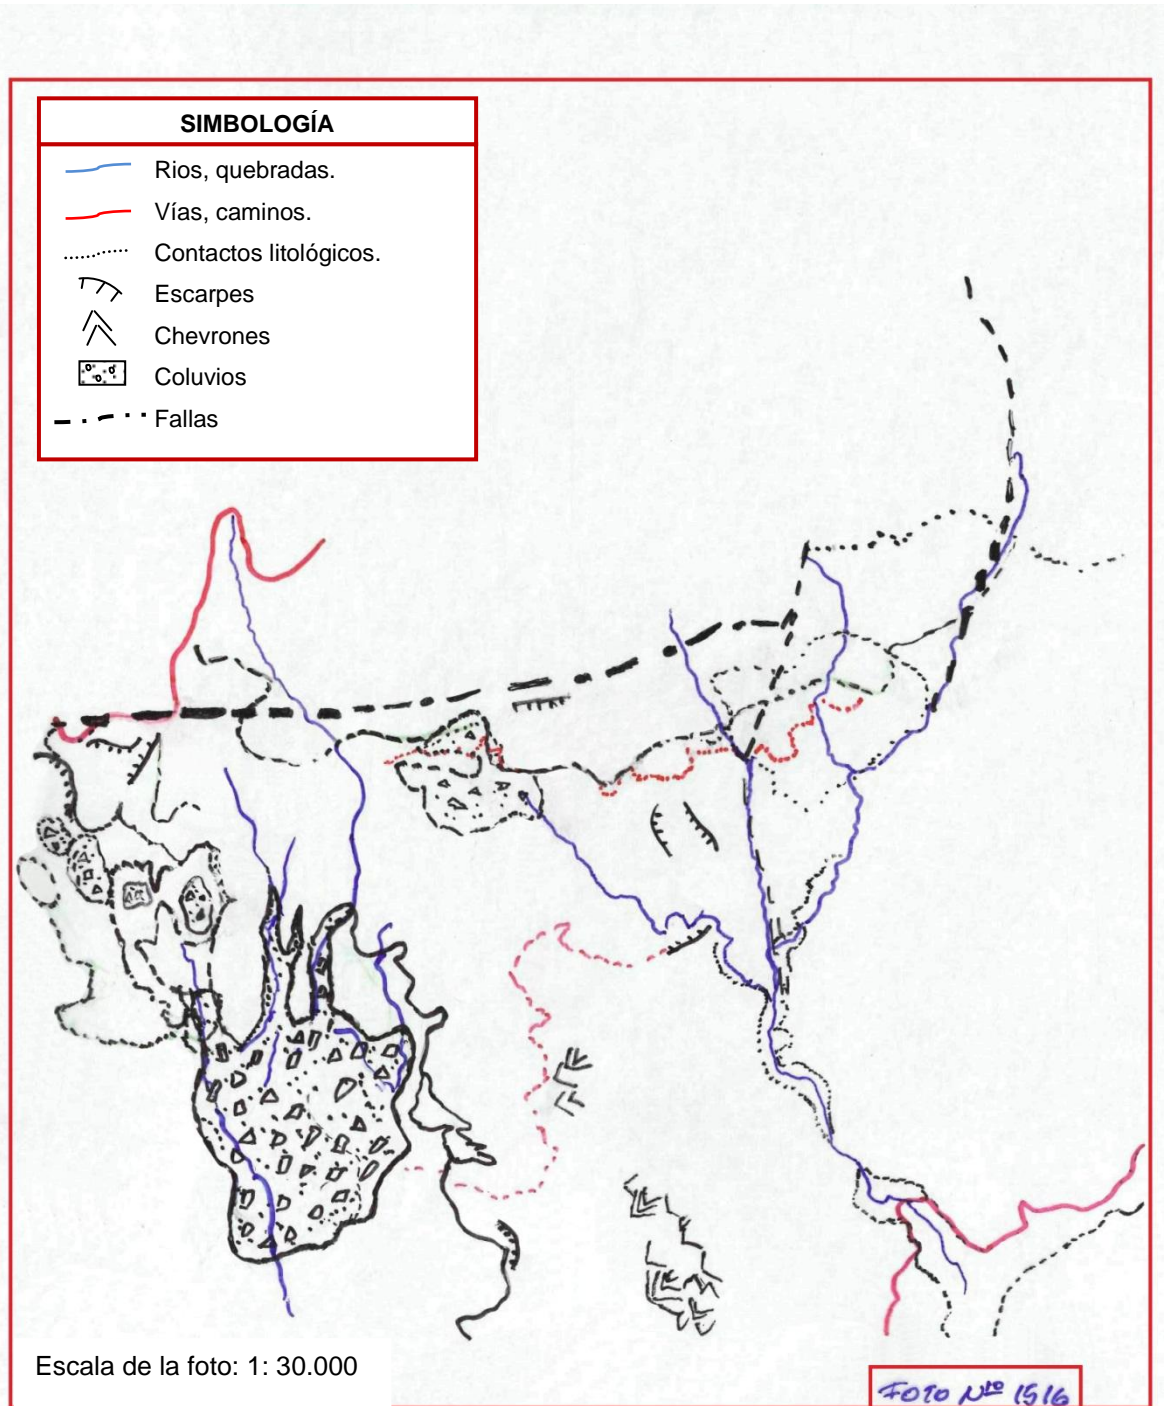 SIMBOLOGÍA
Rios, quebradas.
Vías, caminos.
Contactos litológicos.
Escarpes
Chevrones
Coluvios
Fallas
Escala de la foto: 1: 30.000
FOTO Nro 1516